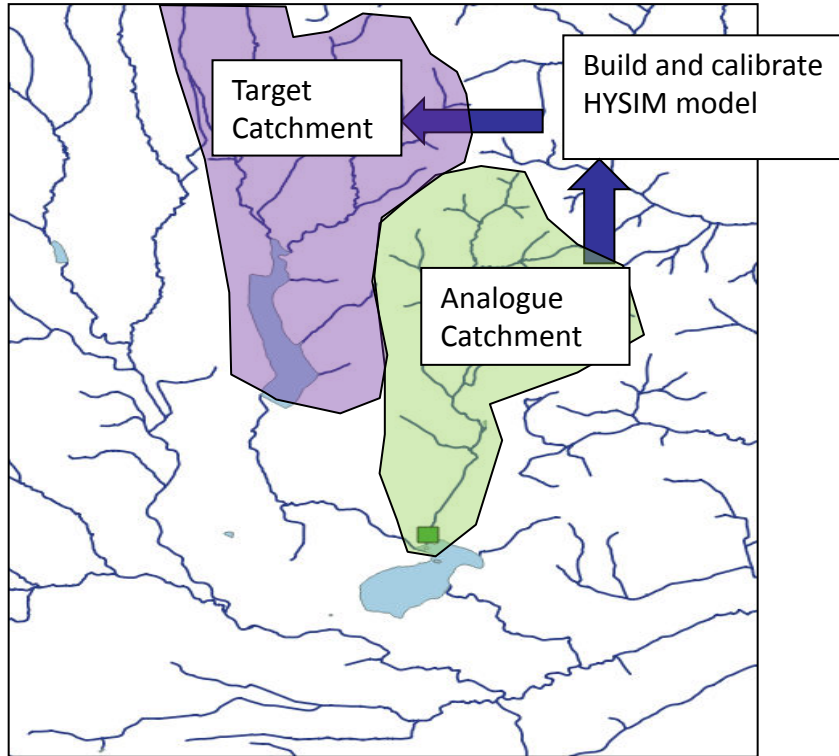 Target
Catchment
Build and calibrate
HYSIM model
Analogue
Catchment